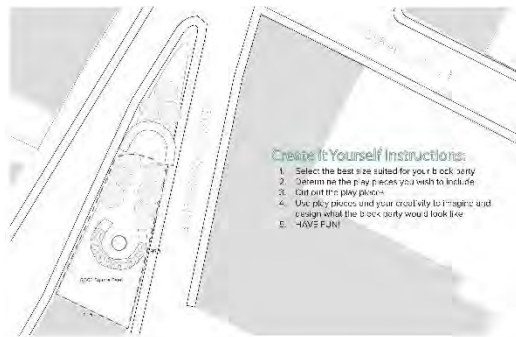 Create It Yourself Instructions:
1. Select the best size suited for your block party
2. Determine the play pieces you wish to include
3. Cut out the play pieces
4. Use play pieces and your creativity to imagine and
design what the block party would look like
5. HAVE FUN!